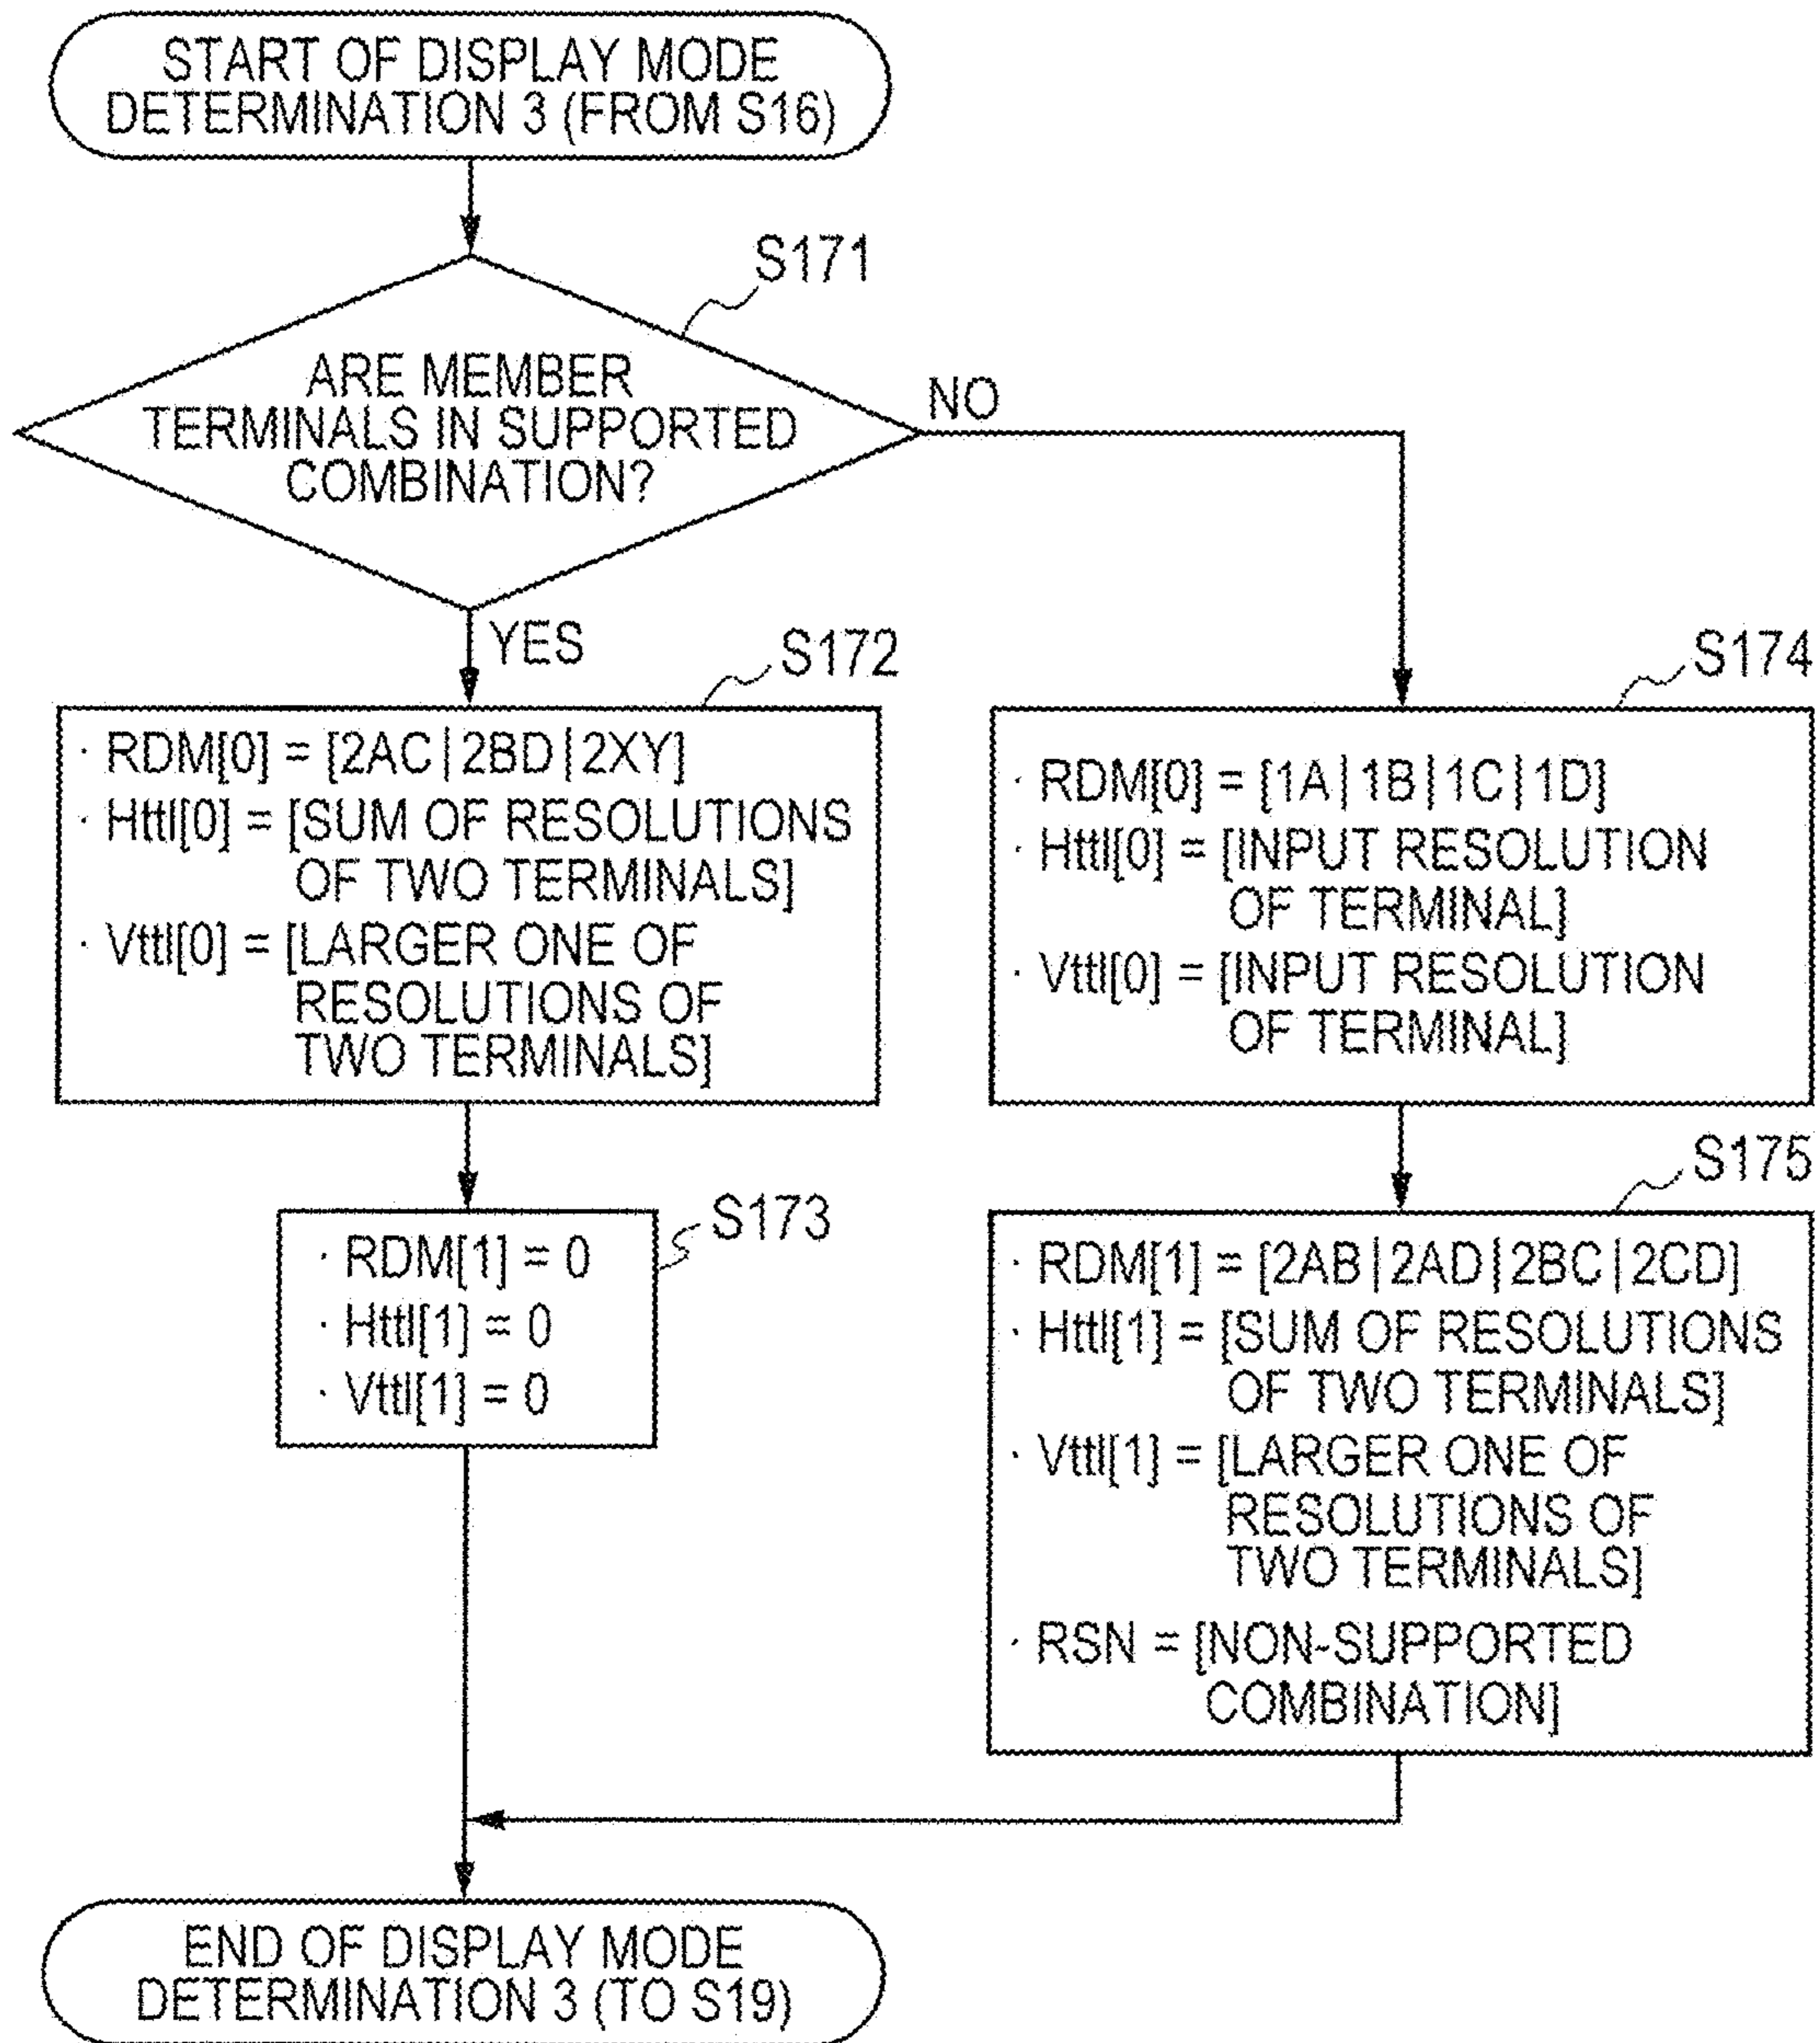 START OF DISPLAY MODE
DETERMINATION 3 (FROM S16)
S171
ARE MEMBER
TERMINALS IN SUPPORTED
COMBINATION?
NO
YES
S172
· RDM[0] = [2AC|2BD|2XY]
· Httl[0] = [SUM OF RESOLUTIONS
OF TWO TERMINALS]
· Vttl[0] = [LARGER ONE OF
RESOLUTIONS OF
TWO TERMINALS]
S173
· RDM[1] = 0
· Httl[1] = 0
· Vttl[1] = 0
S174
· RDM[0] = [1A|1B|1C|1D]
· Httl[0] = [INPUT RESOLUTION
OF TERMINAL]
· Vttl[0] = [INPUT RESOLUTION
OF TERMINAL]
S175
· RDM[1] = [2AB|2AD|2BC|2CD]
· Httl[1] = [SUM OF RESOLUTIONS
OF TWO TERMINALS]
· Vttl[1] = [LARGER ONE OF
RESOLUTIONS OF
TWO TERMINALS]
· RSN = [NON-SUPPORTED
COMBINATION]
END OF DISPLAY MODE
DETERMINATION 3 (TO S19)